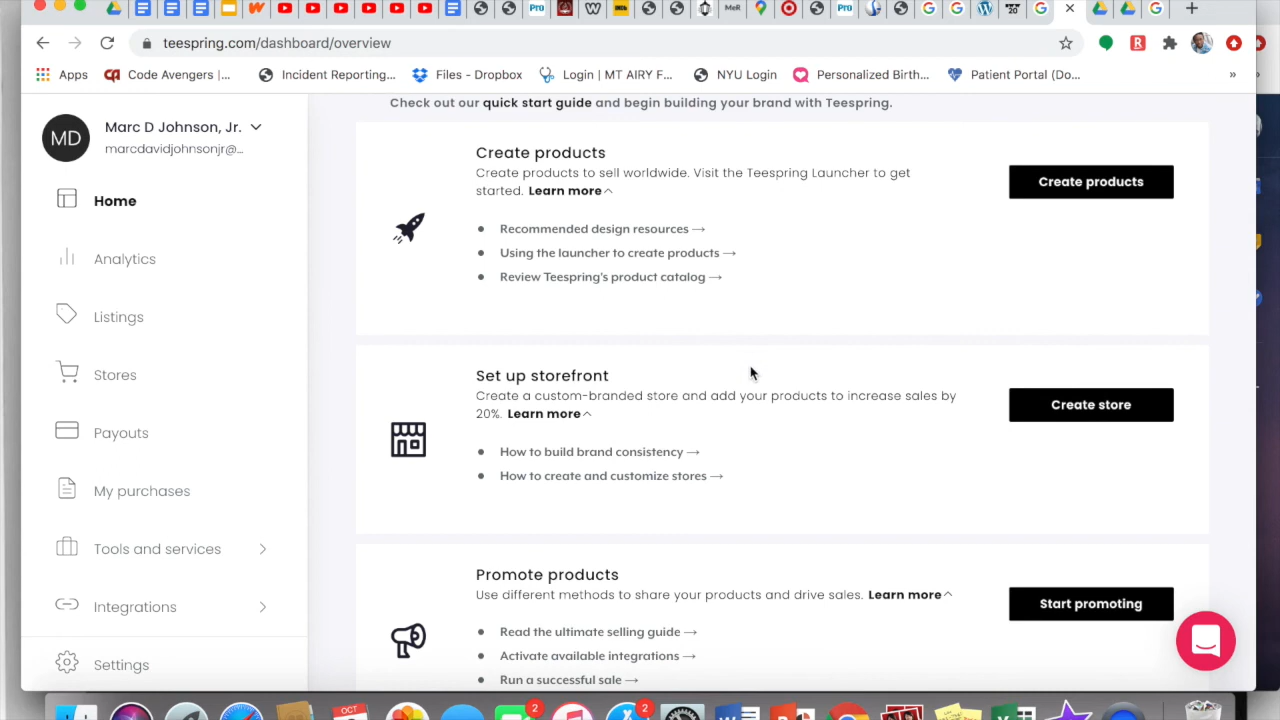 teespring.com/dashboard/overview
Apps
Code Avengers |...
Incident Reporting...
Files - Dropbox
Login | MT AIRY F...
NYU Login
Personalized Birth...
Patient Portal (Do...
»
MD
Marc D Johnson, Jr.
marcdavidjohnsonjr@...
Home
Analytics
Listings
Stores
Payouts
My purchases
Tools and services
Integrations
Settings
Check out our quick start guide and begin building your brand with Teespring.
Create products
Create products to sell worldwide. Visit the Teespring Launcher to get
started. Learn more
Create products
• Recommended design resources →
• Using the launcher to create products →
• Review Teespring's product catalog →
Set up storefront
Create a custom-branded store and add your products to increase sales by
20%. Learn more
Create store
• How to build brand consistency →
• How to create and customize stores →
Promote products
Use different methods to share your products and drive sales. Learn more
Start promoting
• Read the ultimate selling guide →
• Activate available integrations →
• Run a successful sale →
OCT
2
2